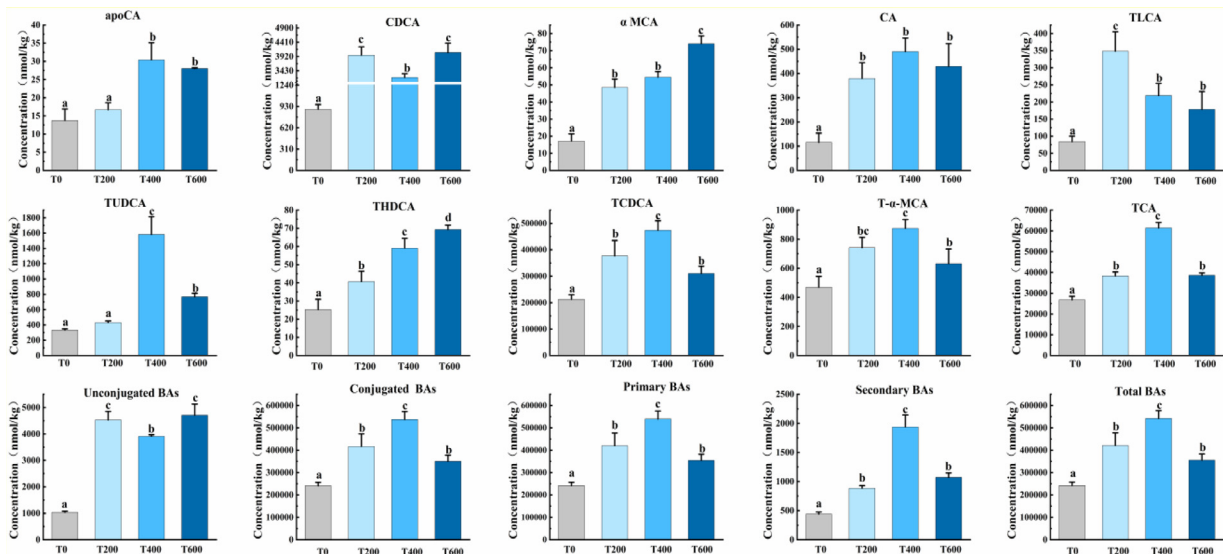 apoCA
Concentration（nmol/kg）
40
35
30
25
20
15
10
5
0
a a b b
T0 T200 T400 T600
CDCA
Concentration（nmol/kg）
4900
4410
3920
3430
1240
930
620
310
0
a c b c
T0 T200 T400 T600
α MCA
Concentration（nmol/kg）
80
70
60
50
40
30
20
10
0
a b b c
T0 T200 T400 T600
CA
Concentration（nmol/kg）
600
500
400
300
200
100
0
a b b b
T0 T200 T400 T600
TLCA
Concentration（nmol/kg）
400
350
300
250
200
150
100
50
0
a c b b
T0 T200 T400 T600
TUDCA
Concentration（nmol/kg）
1800
1600
1400
1200
1000
800
600
400
200
0
a a c b
T0 T200 T400 T600
THDCA
Concentration（nmol/kg）
80
70
60
50
40
30
20
10
0
a b c d
T0 T200 T400 T600
TCDCA
Concentration（nmol/kg）
500000
400000
300000
200000
100000
0
a b c b
T0 T200 T400 T600
T-α-MCA
Concentration（nmol/kg）
1000
800
600
400
200
0
a bc c b
T0 T200 T400 T600
TCA
Concentration（nmol/kg）
70000
60000
50000
40000
30000
20000
10000
0
a b c b
T0 T200 T400 T600
Unconjugated BAs
Concentration（nmol/kg）
5000
4000
3000
2000
1000
0
a c b c
T0 T200 T400 T600
Conjugated BAs
Concentration（nmol/kg）
600000
500000
400000
300000
200000
100000
0
a b c b
T0 T200 T400 T600
Primary BAs
Concentration（nmol/kg）
600000
500000
400000
300000
200000
100000
0
a b c b
T0 T200 T400 T600
Secondary BAs
Concentration（nmol/kg）
2500
2000
1500
1000
500
0
a b c b
T0 T200 T400 T600
Total BAs
Concentration（nmol/kg）
600000
500000
400000
300000
200000
100000
0
a b c b
T0 T200 T400 T600